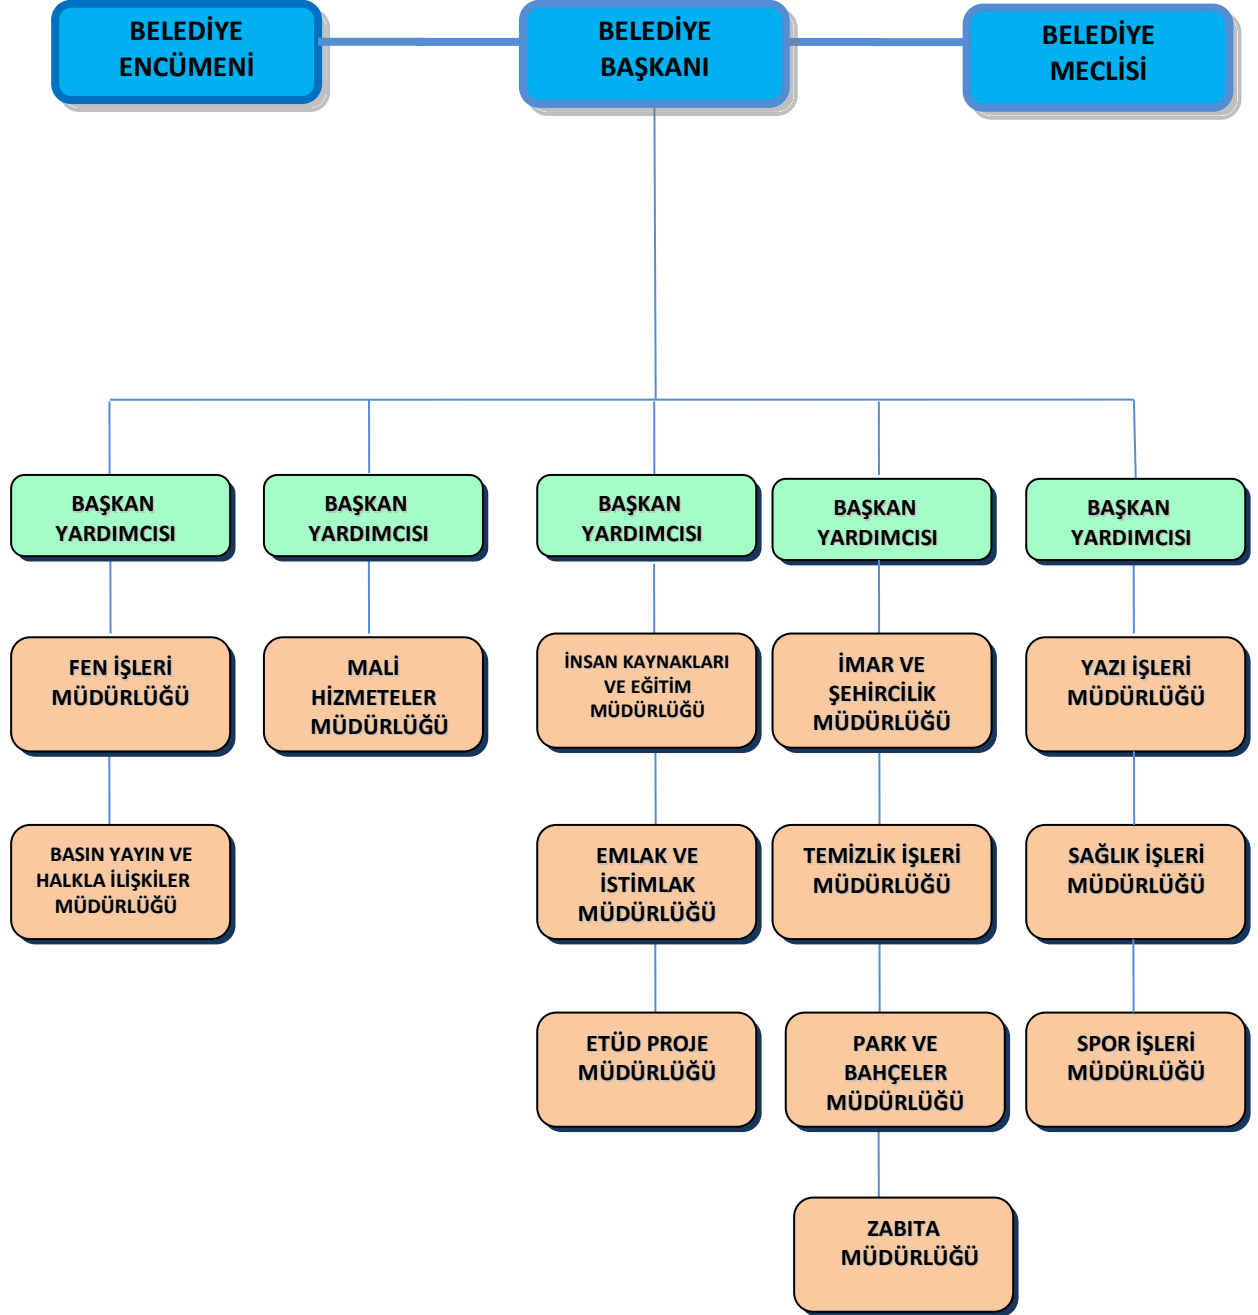 BELEDİYE
ENCÜMENİ
BELEDİYE
BAŞKANI
BELEDİYE
MECLİSİ
BAŞKAN
YARDIMCISI
BAŞKAN
YARDIMCISI
BAŞKAN
YARDIMCISI
BAŞKAN
YARDIMCISI
BAŞKAN
YARDIMCISI
FEN İŞLERİ
MÜDÜRLÜĞÜ
MALİ
HİZMETELER
MÜDÜRLÜĞÜ
İNSAN KAYNAKLARI
VE EĞİTİM
MÜDÜRLÜĞÜ
İMAR VE
ŞEHİRCİLİK
MÜDÜRLÜĞÜ
YAZI İŞLERİ
MÜDÜRLÜĞÜ
BASIN YAYIN VE
HALKLA İLİŞKİLER
MÜDÜRLÜĞÜ
EMLAK VE
İSTİMLAK
MÜDÜRLÜĞÜ
TEMİZLİK İŞLERİ
MÜDÜRLÜĞÜ
SAĞLIK İŞLERİ
MÜDÜRLÜĞÜ
ETÜD PROJE
MÜDÜRLÜĞÜ
PARK VE
BAHÇELER
MÜDÜRLÜĞÜ
SPOR İŞLERİ
MÜDÜRLÜĞÜ
ZABITA
MÜDÜRLÜĞÜ